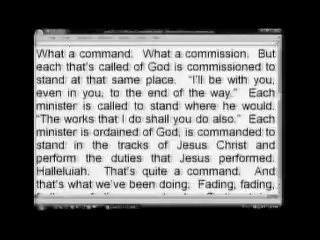 What a command. What a commission. But
each that's called of God is commissioned to
stand at that same place. "I'll be with you,
even in you, to the end of the way." Each
minister is called to stand where he would.
"The works that I do shall you do also." Each
minister is ordained of God, is commanded to
stand in the tracks of Jesus Christ and
perform the duties that Jesus performed.
Halleluiah. That's quite a command. And
that's what we've been doing. Fading, fading,